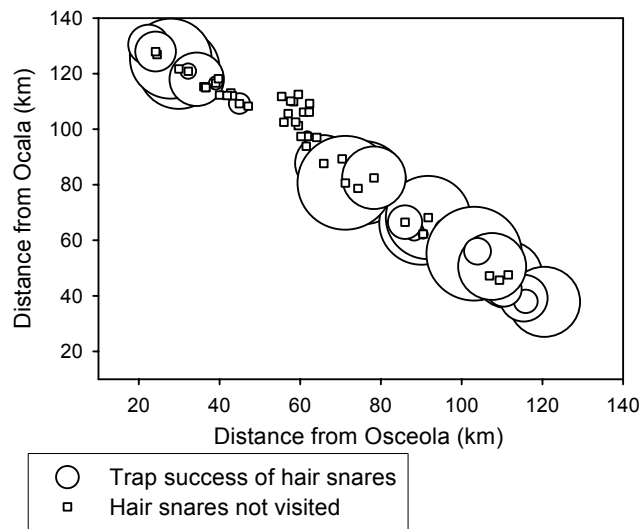 140
120
100
80
60
40
20
Distance from Ocala (km)
20 40 60 80 100 120 140
Distance from Osceola (km)
Trap success of hair snares
Hair snares not visited